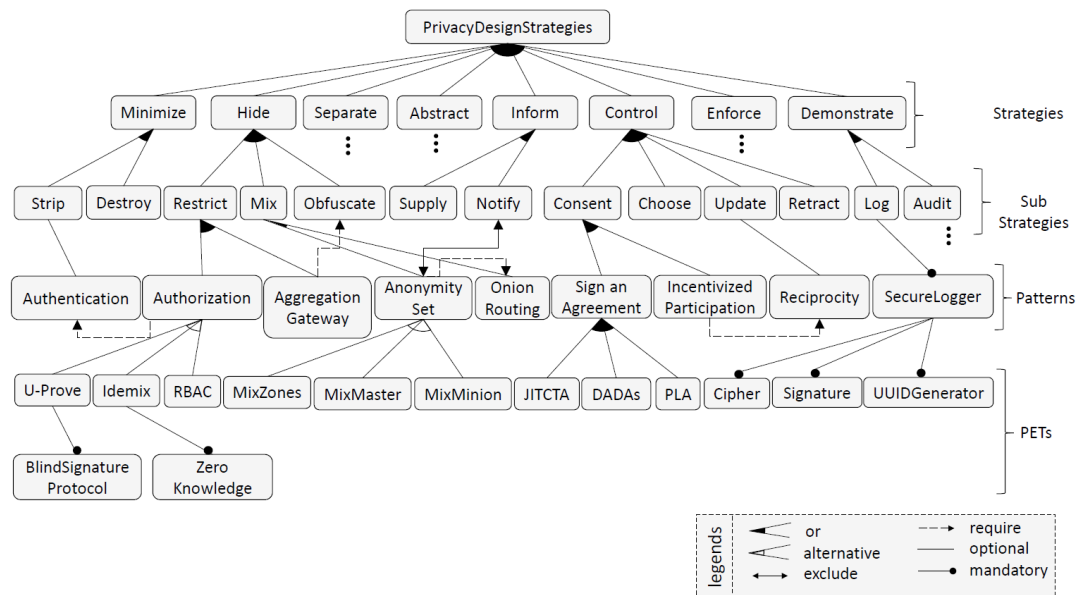 PrivacyDesignStrategies
Minimize
Hide
Separate
Abstract
Inform
Control
Enforce
Demonstrate
Strategies
Strip
Destroy
Restrict
Mix
Obfuscate
Supply
Notify
Consent
Choose
Update
Retract
Log
Audit
Sub
Strategies
Authentication
Authorization
Aggregation
Gateway
Anonymity
Set
Onion
Routing
Sign an
Agreement
Incentivized
Participation
Reciprocity
SecureLogger
Patterns
U-Prove
Idemix
RBAC
MixZones
MixMaster
MixMinion
JITCTA
DADAs
PLA
Cipher
Signature
UUIDGenerator
PETs
BlindSignature
Protocol
Zero
Knowledge
legends
or
alternative
exclude
require
optional
mandatory